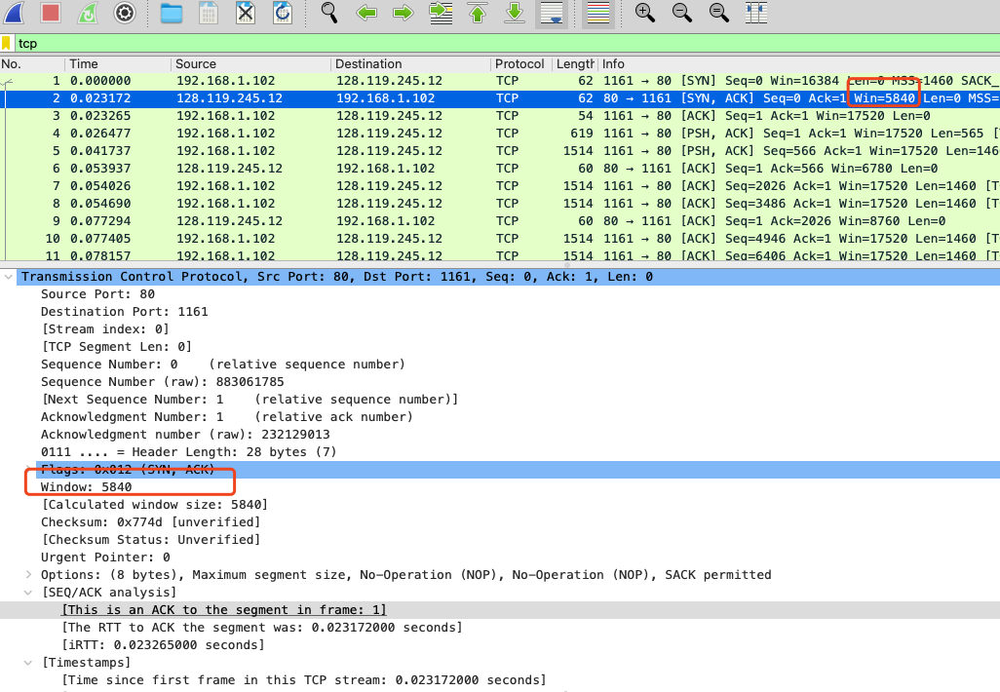 tcp
No. Time Source Destination Protocol Length Info
1 0.000000 192.168.1.102 128.119.245.12 TCP 62 1161 → 80 [SYN] Seq=0 Win=16384 Len=0 MSS=1460 SACK_
2 0.023172 128.119.245.12 192.168.1.102 TCP 62 80 → 1161 [SYN, ACK] Seq=0 Ack=1 Win=5840 Len=0 MSS=
3 0.023265 192.168.1.102 128.119.245.12 TCP 54 1161 → 80 [ACK] Seq=1 Ack=1 Win=17520 Len=0
4 0.026477 192.168.1.102 128.119.245.12 TCP 619 1161 → 80 [PSH, ACK] Seq=1 Ack=1 Win=17520 Len=565 [
5 0.041737 192.168.1.102 128.119.245.12 TCP 1514 1161 → 80 [PSH, ACK] Seq=566 Ack=1 Win=17520 Len=146
6 0.053937 128.119.245.12 192.168.1.102 TCP 60 80 → 1161 [ACK] Seq=1 Ack=566 Win=6780 Len=0
7 0.054026 192.168.1.102 128.119.245.12 TCP 1514 1161 → 80 [ACK] Seq=2026 Ack=1 Win=17520 Len=1460 [T
8 0.054690 192.168.1.102 128.119.245.12 TCP 1514 1161 → 80 [ACK] Seq=3486 Ack=1 Win=17520 Len=1460 [T
9 0.077294 128.119.245.12 192.168.1.102 TCP 60 80 → 1161 [ACK] Seq=1 Ack=2026 Win=8760 Len=0
10 0.077405 192.168.1.102 128.119.245.12 TCP 1514 1161 → 80 [ACK] Seq=4946 Ack=1 Win=17520 Len=1460 [T
11 0.078157 192.168.1.102 128.119.245.12 TCP 1514 1161 → 80 [ACK] Seq=6406 Ack=1 Win=17520 Len=1460 [T
Transmission Control Protocol, Src Port: 80, Dst Port: 1161, Seq: 0, Ack: 1, Len: 0
Source Port: 80
Destination Port: 1161
[Stream index: 0]
[TCP Segment Len: 0]
Sequence Number: 0 (relative sequence number)
Sequence Number (raw): 883061785
[Next Sequence Number: 1 (relative sequence number)]
Acknowledgment Number: 1 (relative ack number)
Acknowledgment number (raw): 232129013
0111 .... = Header Length: 28 bytes (7)
Flags: 0x012 (SYN, ACK)
Window: 5840
[Calculated window size: 5840]
Checksum: 0x774d [unverified]
[Checksum Status: Unverified]
Urgent Pointer: 0
Options: (8 bytes), Maximum segment size, No-Operation (NOP), No-Operation (NOP), SACK permitted
[SEQ/ACK analysis]
[This is an ACK to the segment in frame: 1]
[The RTT to ACK the segment was: 0.023172000 seconds]
[iRTT: 0.023265000 seconds]
[Timestamps]
[Time since first frame in this TCP stream: 0.023172000 seconds]